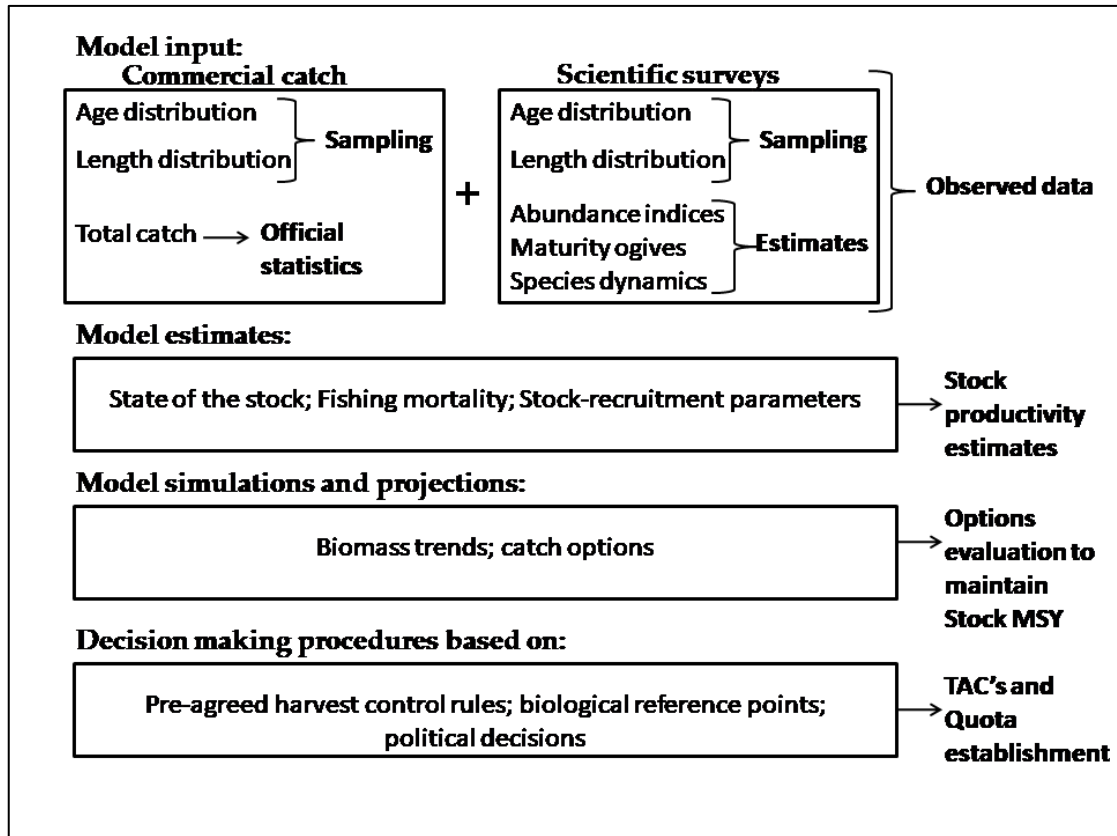 Model input:
Commercial catch
Age distribution
Length distribution
Sampling
Total catch
Official
statistics
+
Scientific surveys
Age distribution
Length distribution
Sampling
Abundance indices
Maturity ogives
Species dynamics
Estimates
Observed data
Model estimates:
State of the stock; Fishing mortality; Stock-recruitment parameters
Stock
productivity
estimates
Model simulations and projections:
Biomass trends; catch options
Options
evaluation to
maintain
Stock MSY
Decision making procedures based on:
Pre-agreed harvest control rules; biological reference points;
political decisions
TAC's and
Quota
establishment